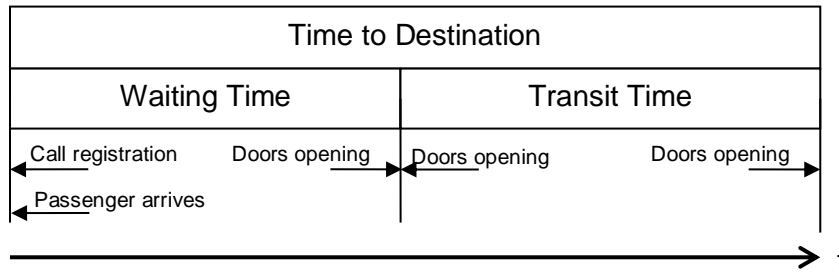 Time to Destination
Waiting Time Transit Time
Call registration Doors opening Doors opening Doors opening
Passenger arrives